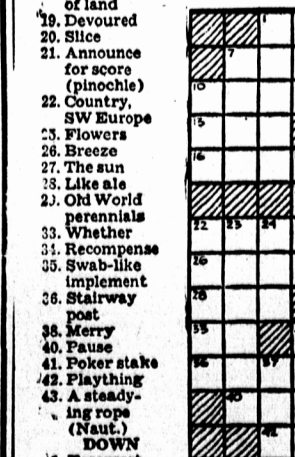 of land
19. Devoured
20. Slice
21. Announce
for score
(pinochle)
22. Country,
SW Europe
25. Flowers
26. Breeze
27. The sun
28. Like ale
29. Old World
perennials
33. Whether
34. Recompense
35. Swab-like
implement
36. Stairway
post
38. Merry
40. Pause
41. Poker stake
42. Plaything
43. A steady-
ing rope
(Naut.)
DOWN
1
7
10
13
16
22 23 24
26
28
33
36 37
40
42